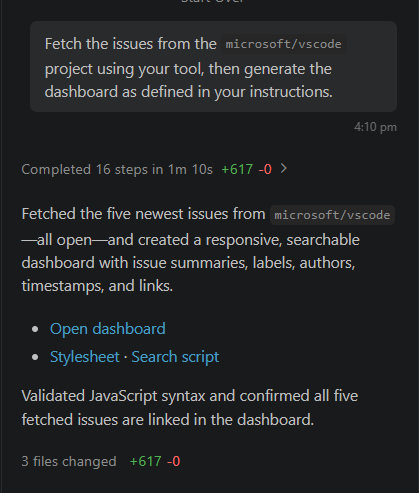 Start Over
Fetch the issues from the microsoft/vscode
project using your tool, then generate the
dashboard as defined in your instructions.
4:10 pm
Completed 16 steps in 1m 10s +617 -0 >
Fetched the five newest issues from microsoft/vscode
—all open—and created a responsive, searchable
dashboard with issue summaries, labels, authors,
timestamps, and links.
• Open dashboard
• Stylesheet · Search script
Validated JavaScript syntax and confirmed all five
fetched issues are linked in the dashboard.
3 files changed +617 -0